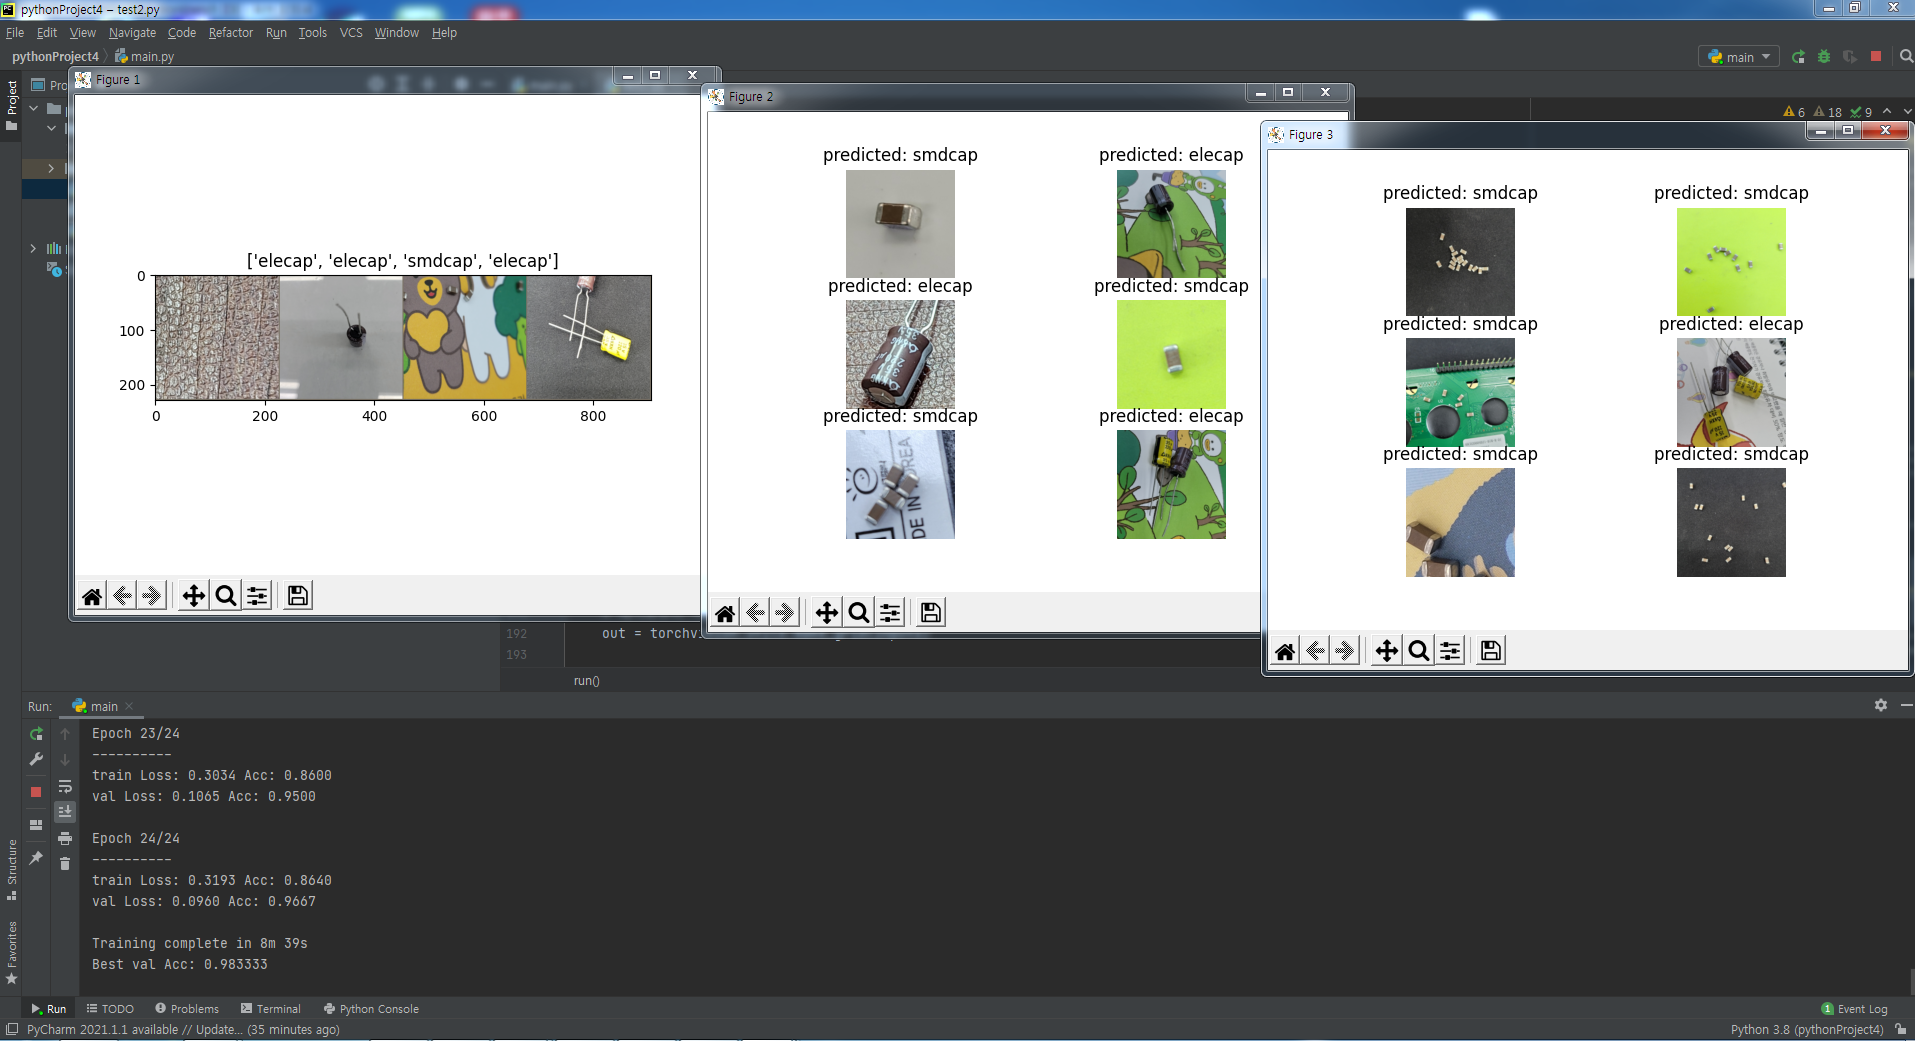 pythonProject4 – test2.py
File Edit View Navigate Code Refactor Run Tools VCS Window Help
pythonProject4 main.py
main
Project
Figure 1
['elecap', 'elecap', 'smdcap', 'elecap']
0
100
200
0 200 400 600 800
Figure 2
predicted: smdcap
predicted: elecap
predicted: elecap
predicted: smdcap
predicted: smdcap
predicted: elecap
Figure 3
predicted: smdcap
predicted: smdcap
predicted: smdcap
predicted: elecap
predicted: smdcap
predicted: smdcap
6 18 9
192 out = torchvi
193
run()
Run: main
Epoch 23/24
----------
train Loss: 0.3034 Acc: 0.8600
val Loss: 0.1065 Acc: 0.9500
Epoch 24/24
----------
train Loss: 0.3193 Acc: 0.8640
val Loss: 0.0960 Acc: 0.9667
Training complete in 8m 39s
Best val Acc: 0.983333
Structure
Favorites
Run TODO Problems Terminal Python Console
1 Event Log
PyCharm 2021.1.1 available // Update... (35 minutes ago)
Python 3.8 (pythonProject4)